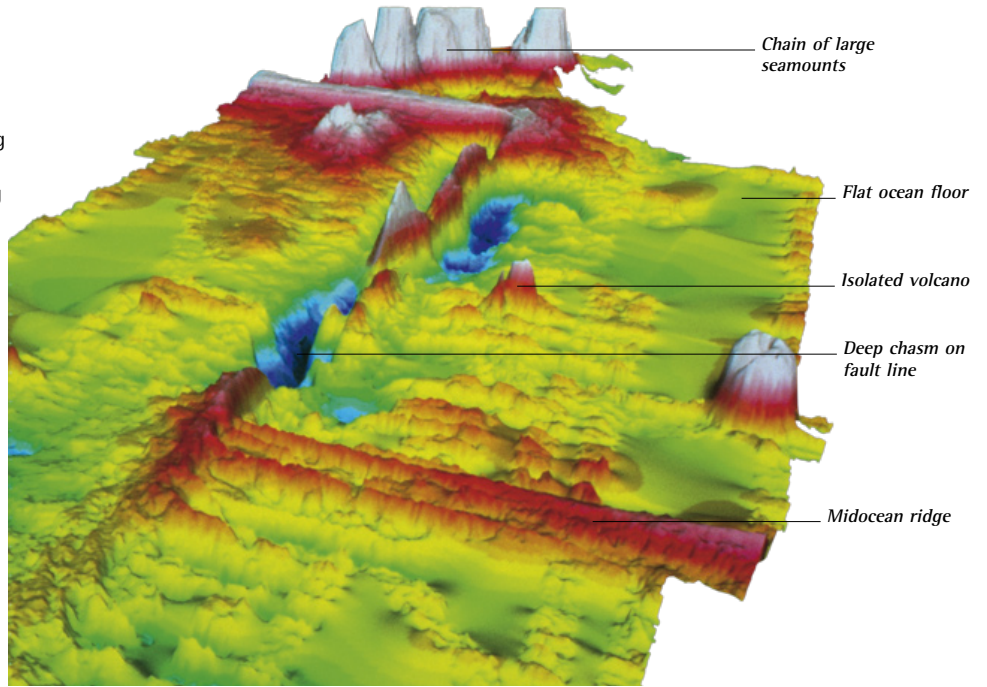 Chain of large
seamounts
g
Flat ocean floor
Isolated volcano
Deep chasm on
fault line
Midocean ridge